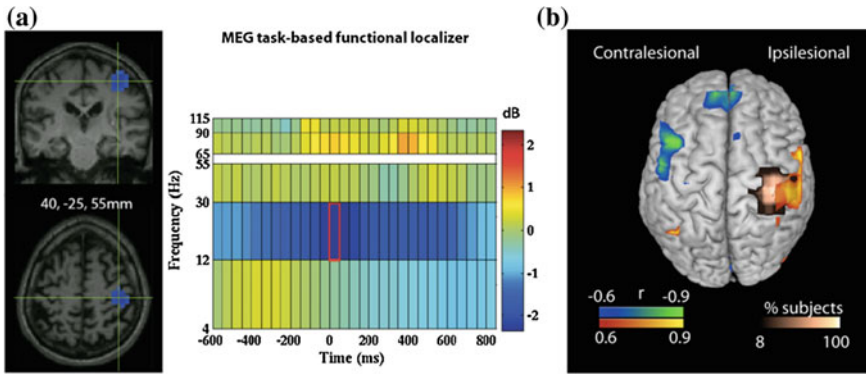 (a)
MEG task-based functional localizer
40, -25, 55mm
dB
Frequency (Hz)
115
90
65
55
30
12
4
2
1
0
-1
-2
-600 -400 -200 0 200 400 600 800
Time (ms)
(b)
Contralesional Ipsilesional
-0.6 r -0.9
0.6 0.9
% subjects
8 100